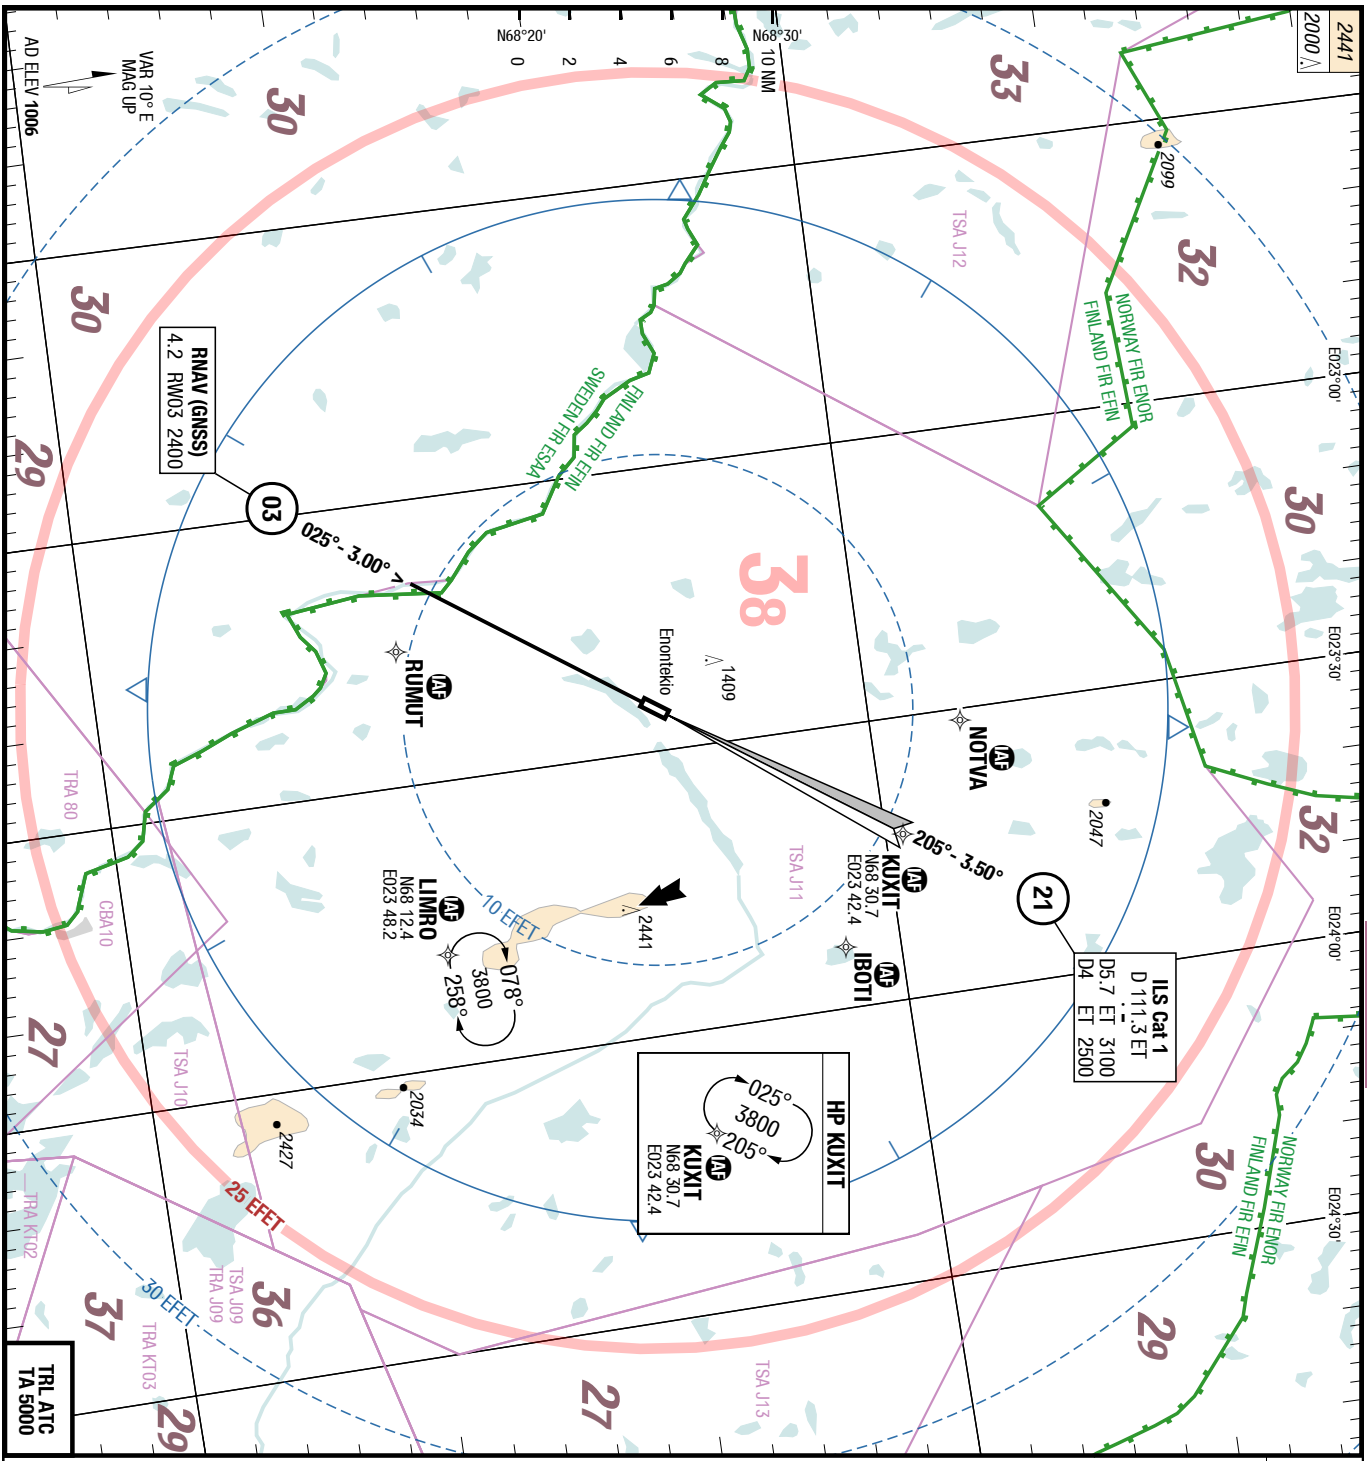 2441
2000
N68°20'
N68°30'
0
2
4
6
8
10 NM
VAR 10° E
MAG UP
AD ELEV 1006
33
30
32
30
29
30
32
27
30
29
36
37
29
27
38
2099
TSA J12
NORWAY FIR ENOR
FINLAND FIR EFIN
E023°00'
E023°30'
E024°00'
E024°30'
FINLAND FIR EFIN
SWEDEN FIR ESAA
RNAV (GNSS)
4.2 RW03 2400
03
025° - 3.00° >
Enontekio
1409
IAF
RUMUT
IAF
NOTVA
2047
205° - 3.50°
IAF
KUXIT
N68 30.7
E023 42.4
21
ILS Cat 1
D 111.3 ET
D5.7 ET 3100
D4 ET 2500
TSA J11
IAF
IBOTI
2441
10 EFET
IAF
LIMRO
N68 12.4
E023 48.2
078°
3800
258°
HP KUXIT
025°
3800
205°
IAF
KUXIT
N68 30.7
E023 42.4
TRA 80
CBA10
TSA J10
2034
2427
25 EFET
30 EFET
TRA KT02
TSA J09
TRA J09
TRA KT03
TSA J13
NORWAY FIR ENOR
FINLAND FIR EFIN
TRL ATC
TA 5000